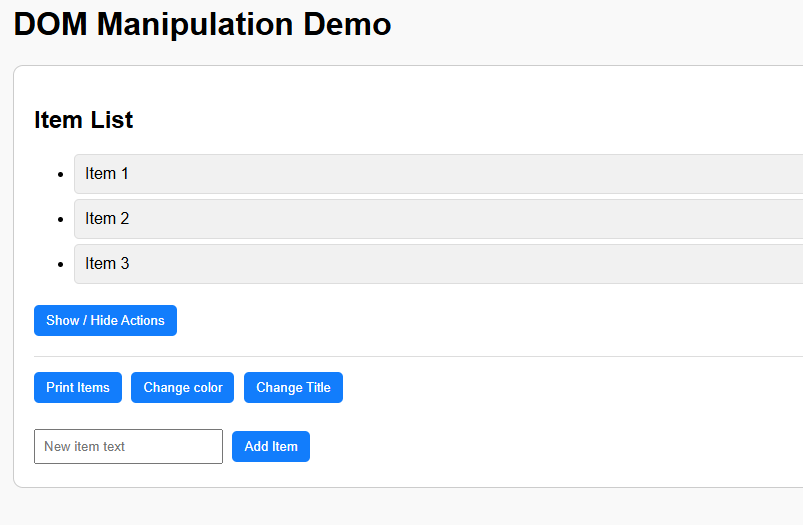 DOM Manipulation Demo
Item List
Item 1
Item 2
Item 3
Show / Hide Actions
Print Items Change color Change Title
New item text Add Item